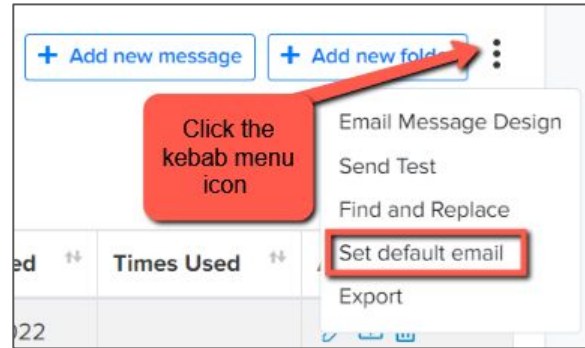 + Add new message + Add new folde
Click the
kebab menu
icon
Email Message Design
Send Test
Find and Replace
Set default email
Export
ed Times Used
022